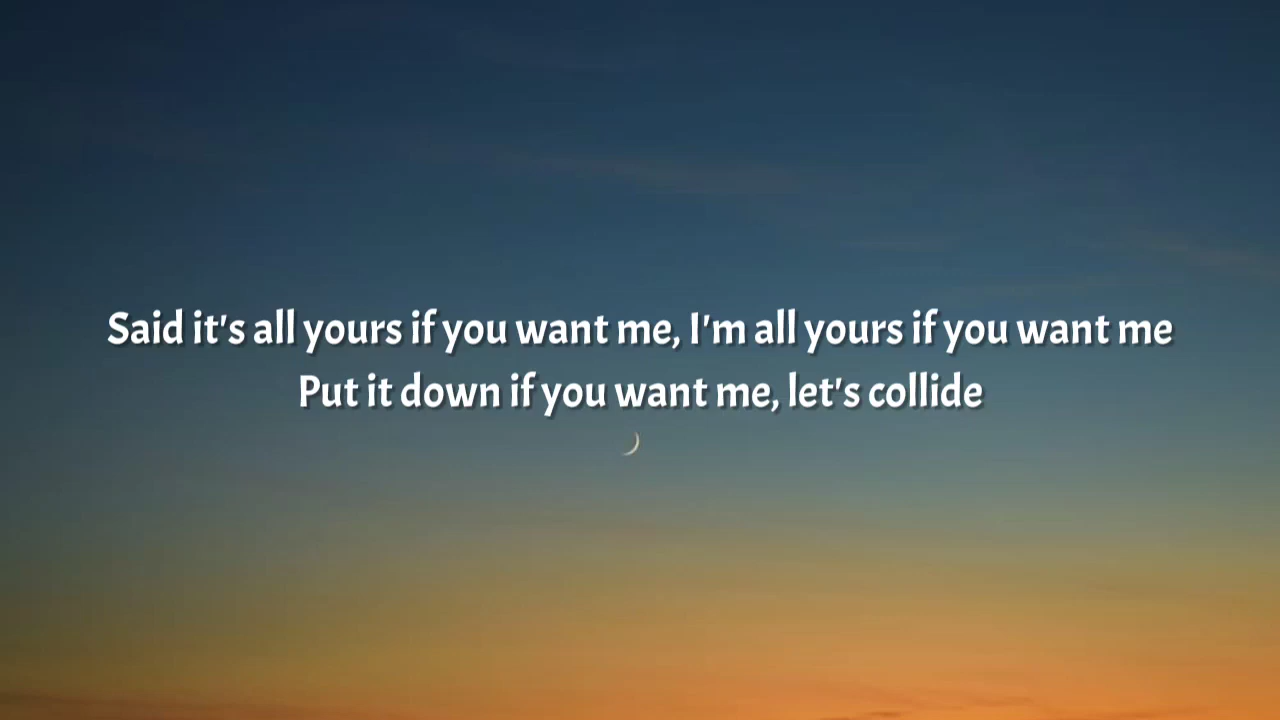 Said it's all yours if you want me, I'm all yours if you want me
Put it down if you want me, let's collide